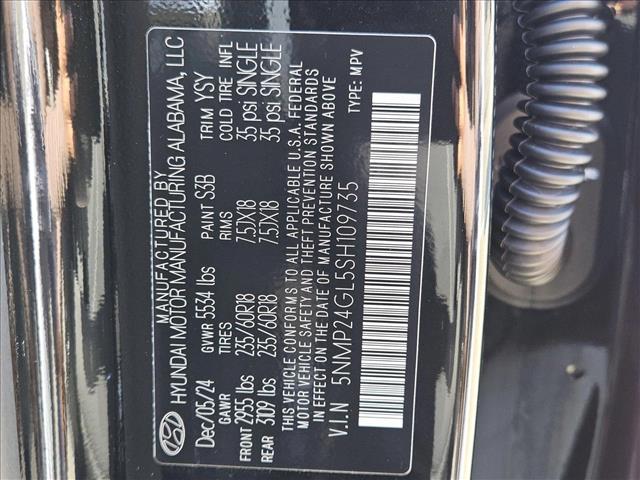 MANUFACTURED BY
HYUNDAI MOTOR MANUFACTURING ALABAMA, LLC
Dec/05/24 GVWR 5534 lbs PAINT S3B TRIM YSY
GAWR TIRES RIMS COLD TIRE INFL
FRONT 2955 lbs 235/60R18 7.5JX18 35 psi SINGLE
REAR 3109 lbs 235/60R18 7.5JX18 35 psi SINGLE
THIS VEHICLE CONFORMS TO ALL APPLICABLE U.S.A. FEDERAL
MOTOR VEHICLE SAFETY AND THEFT PREVENTION STANDARDS
IN EFFECT ON THE DATE OF MANUFACTURE SHOWN ABOVE
V.I.N 5NMP24GL5SH109735 TYPE: MPV